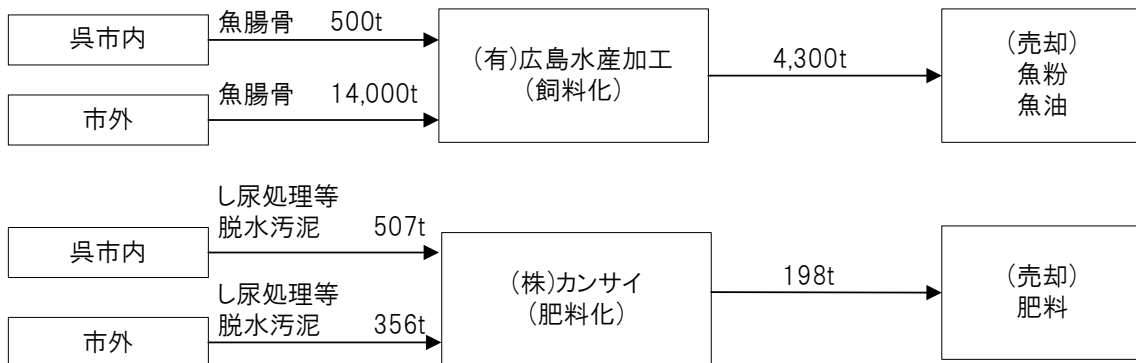 呉市内
魚腸骨 500t
市外
魚腸骨 14,000t
(有)広島水産加工
(飼料化)
4,300t
(売却)
魚粉
魚油
呉市内
し尿処理等
脱水汚泥 507t
市外
し尿処理等
脱水汚泥 356t
(株)カンサイ
(肥料化)
198t
(売却)
肥料